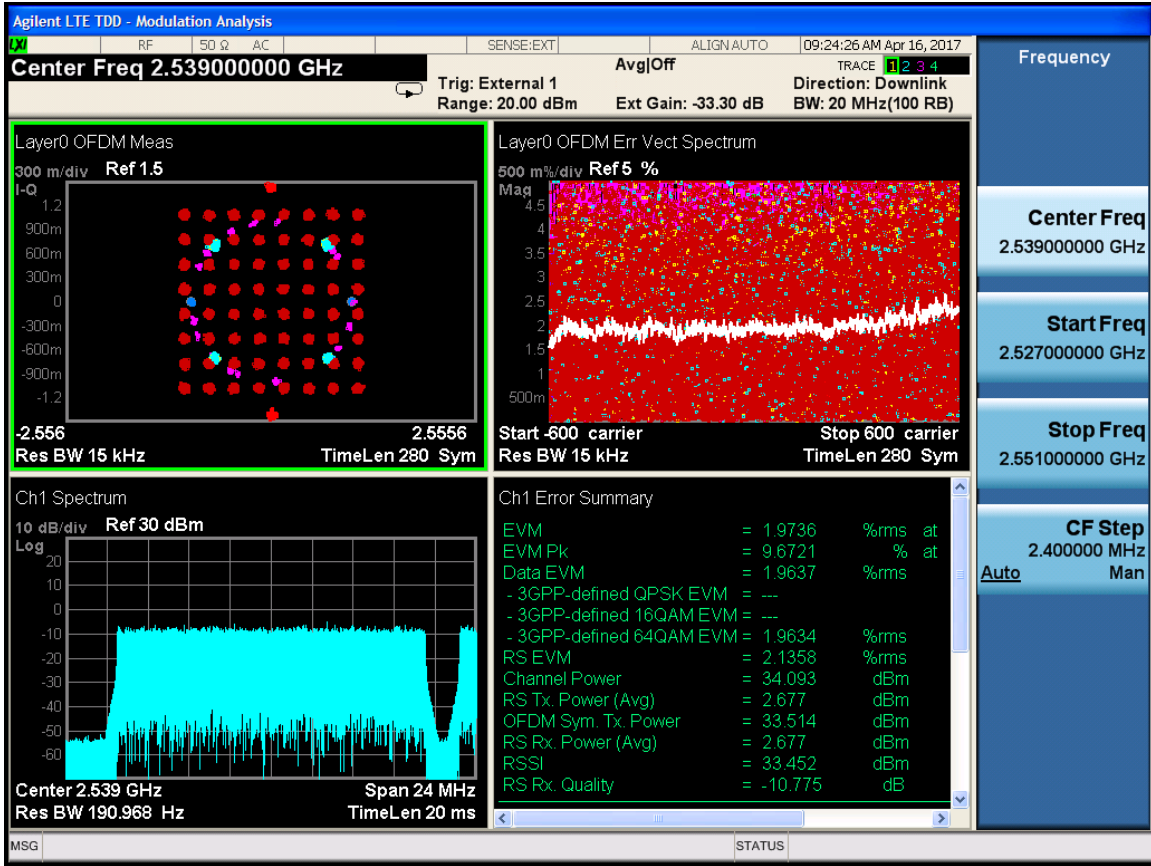 Agilent LTE TDD - Modulation Analysis
LXI RF 50 Ω AC SENSE:EXT ALIGN AUTO 09:24:26 AM Apr 16, 2017
Center Freq 2.539000000 GHz
Avg|Off
TRACE 1 2 3 4
Trig: External 1
Direction: Downlink
Range: 20.00 dBm Ext Gain: -33.30 dB BW: 20 MHz(100 RB)
Layer0 OFDM Meas
300 m/div Ref 1.5
I-Q
1.2
900m
600m
300m
0
-300m
-600m
-900m
-1.2
-2.556 2.5556
Res BW 15 kHz TimeLen 280 Sym
Layer0 OFDM Err Vect Spectrum
500 m%/div Ref 5 %
Mag
4.5
4
3.5
3
2.5
2
1.5
1
500m
Start -600 carrier Stop 600 carrier
Res BW 15 kHz TimeLen 280 Sym
Ch1 Spectrum
10 dB/div Ref 30 dBm
Log
20
10
0
-10
-20
-30
-40
-50
-60
Center 2.539 GHz Span 24 MHz
Res BW 190.968 Hz TimeLen 20 ms
Ch1 Error Summary
EVM = 1.9736 %rms at
EVM Pk = 9.6721 % at
Data EVM = 1.9637 %rms
- 3GPP-defined QPSK EVM = ---
- 3GPP-defined 16QAM EVM = ---
- 3GPP-defined 64QAM EVM = 1.9634 %rms
RS EVM = 2.1358 %rms
Channel Power = 34.093 dBm
RS Tx. Power (Avg) = 2.677 dBm
OFDM Sym. Tx. Power = 33.514 dBm
RS Rx. Power (Avg) = 2.677 dBm
RSSI = 33.452 dBm
RS Rx. Quality = -10.775 dB
Frequency
Center Freq
2.539000000 GHz
Start Freq
2.527000000 GHz
Stop Freq
2.551000000 GHz
CF Step
2.400000 MHz
Auto Man
MSG STATUS